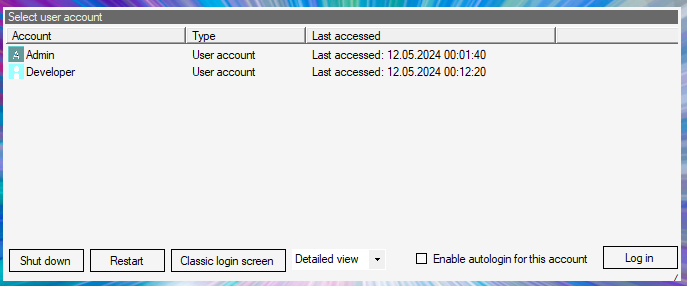 Select user account
Account Type Last accessed
A Admin User account Last accessed: 12.05.2024 00:01:40
Developer User account Last accessed: 12.05.2024 00:12:20
Shut down Restart Classic login screen Detailed view Enable autologin for this account Log in